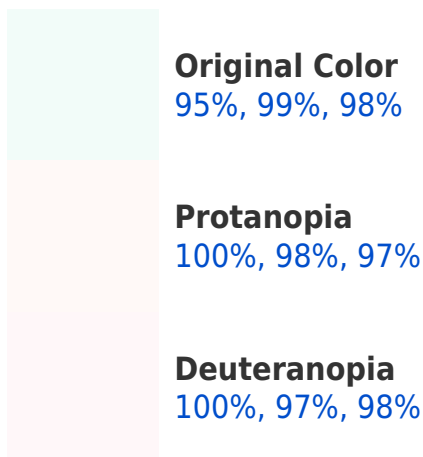 Original Color
95%, 99%, 98%
Protanopia
100%, 98%, 97%
Deuteranopia
100%, 97%, 98%